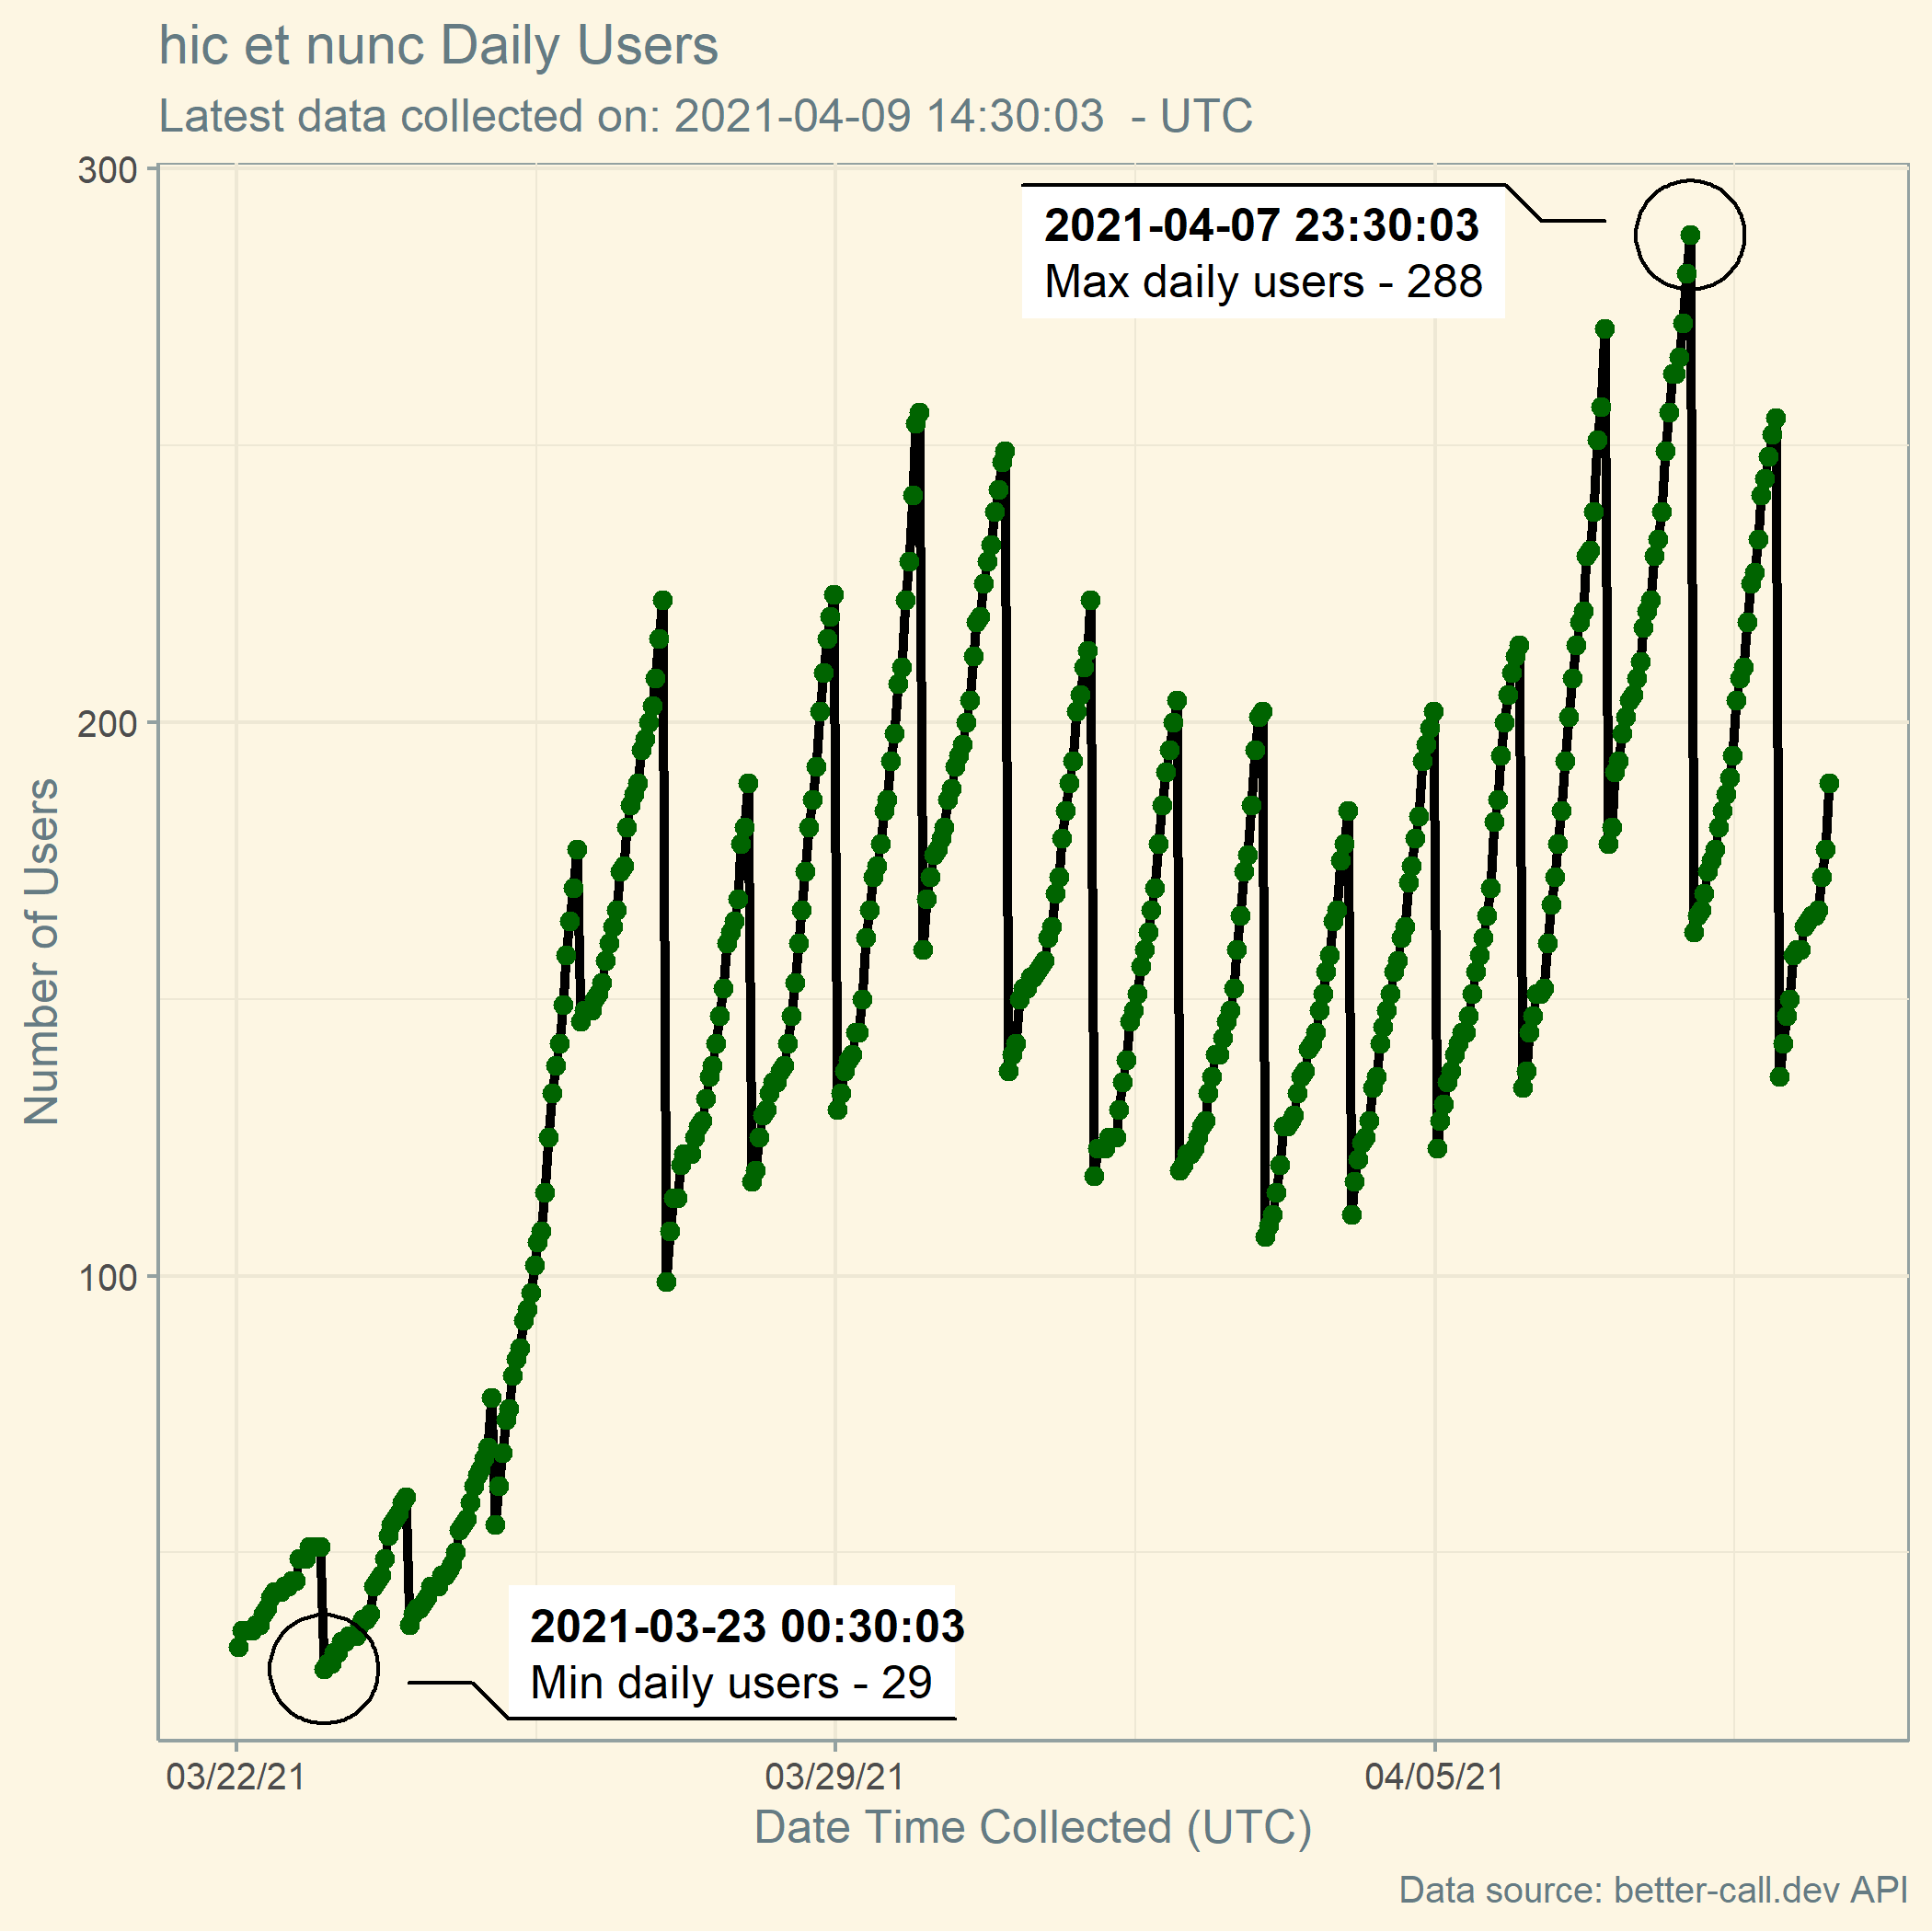 hic et nunc Daily Users
Latest data collected on: 2021-04-09 14:30:03  - UTC
300
2021-04-07 23:30:03
Max daily users - 288
200
Number of Users
100
2021-03-23 00:30:03
Min daily users - 29
03/22/21
03/29/21
04/05/21
Date Time Collected (UTC)
Data source: better-call.dev API